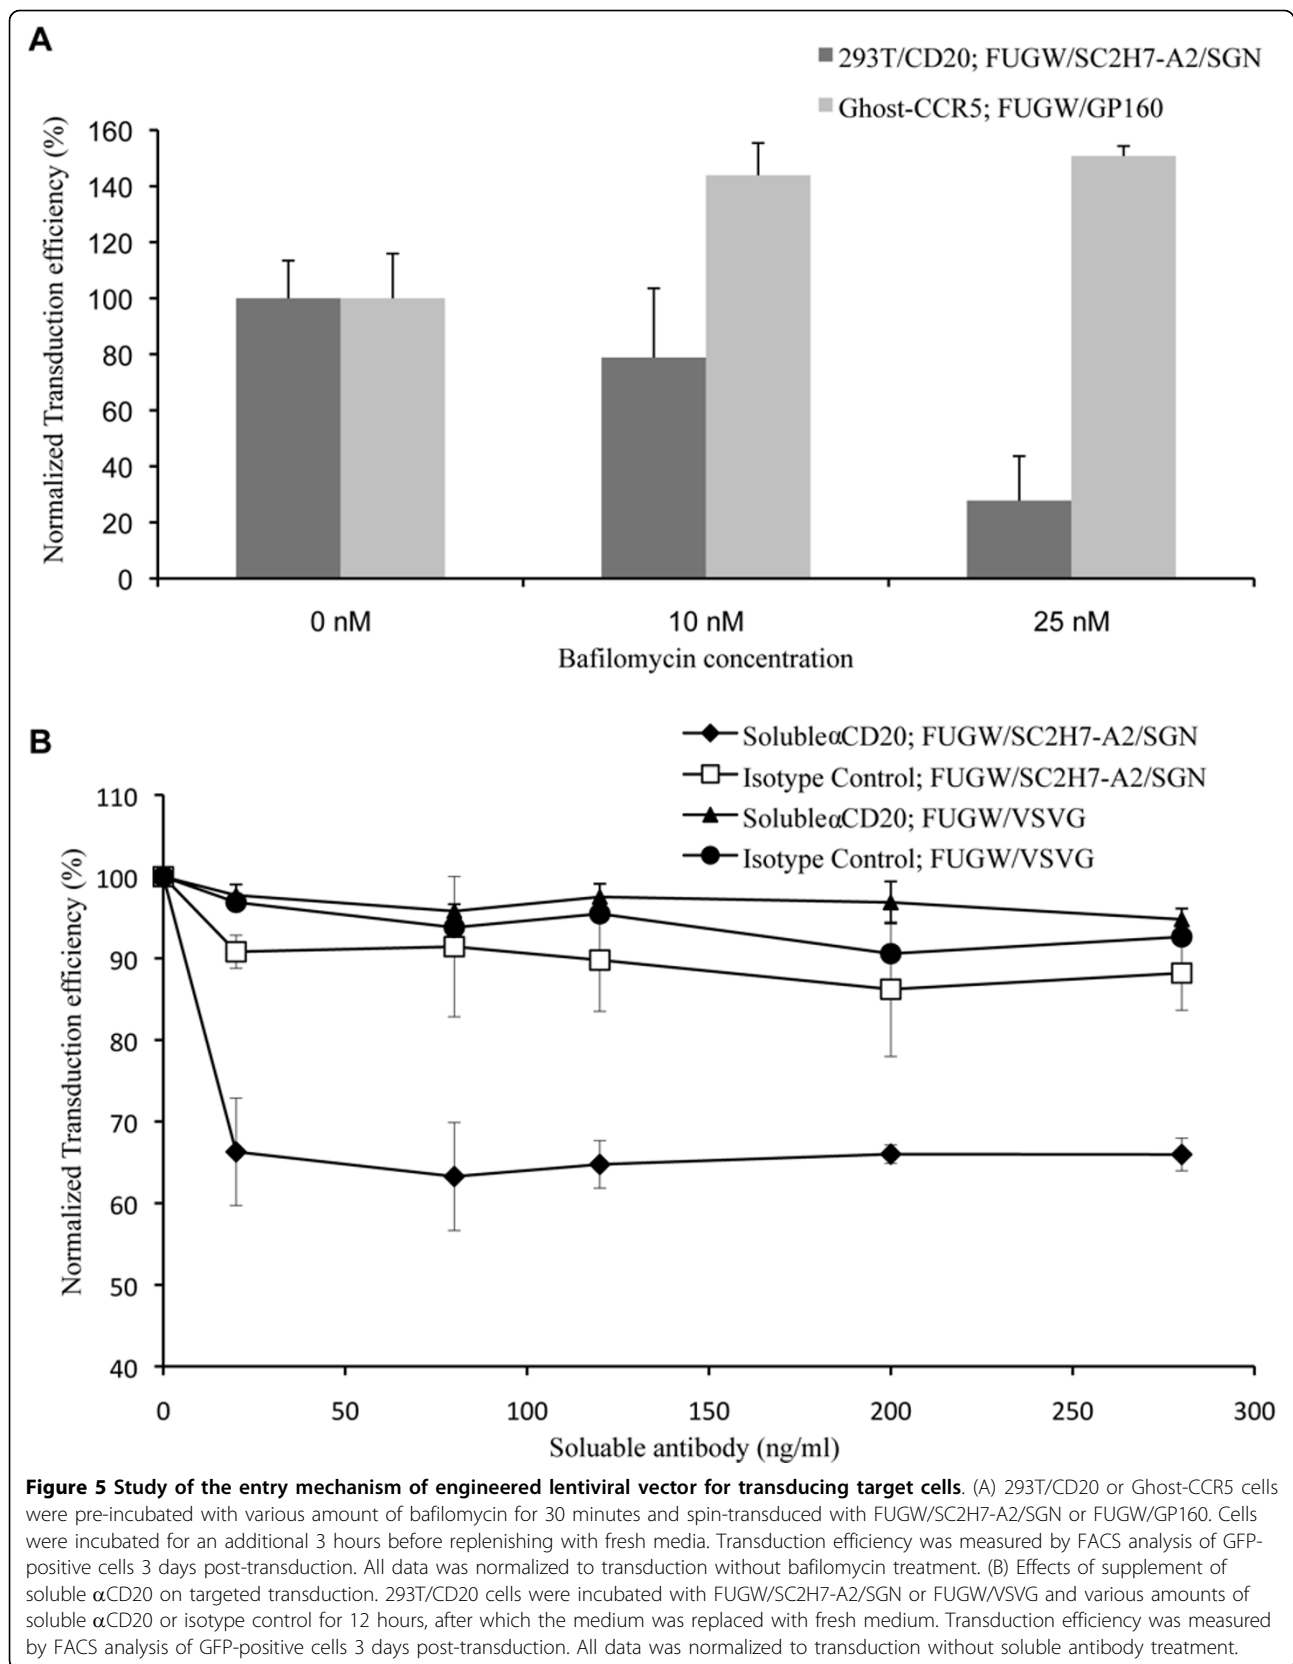 A
293T/CD20; FUGW/SC2H7-A2/SGN
Ghost-CCR5; FUGW/GP160
Normalized Transduction efficiency (%)
160
140
120
100
80
60
40
20
0
0 nM
10 nM
25 nM
Bafilomycin concentration
B
SolubleαCD20; FUGW/SC2H7-A2/SGN
Isotype Control; FUGW/SC2H7-A2/SGN
SolubleαCD20; FUGW/VSVG
Isotype Control; FUGW/VSVG
Normalized Transduction efficiency (%)
110
100
90
80
70
60
50
40
0
50
100
150
200
250
300
Soluable antibody (ng/ml)
Figure 5 Study of the entry mechanism of engineered lentiviral vector for transducing target cells. (A) 293T/CD20 or Ghost-CCR5 cells
were pre-incubated with various amount of bafilomycin for 30 minutes and spin-transduced with FUGW/SC2H7-A2/SGN or FUGW/GP160. Cells
were incubated for an additional 3 hours before replenishing with fresh media. Transduction efficiency was measured by FACS analysis of GFP-
positive cells 3 days post-transduction. All data was normalized to transduction without bafilomycin treatment. (B) Effects of supplement of
soluble αCD20 on targeted transduction. 293T/CD20 cells were incubated with FUGW/SC2H7-A2/SGN or FUGW/VSVG and various amounts of
soluble αCD20 or isotype control for 12 hours, after which the medium was replaced with fresh medium. Transduction efficiency was measured
by FACS analysis of GFP-positive cells 3 days post-transduction. All data was normalized to transduction without soluble antibody treatment.